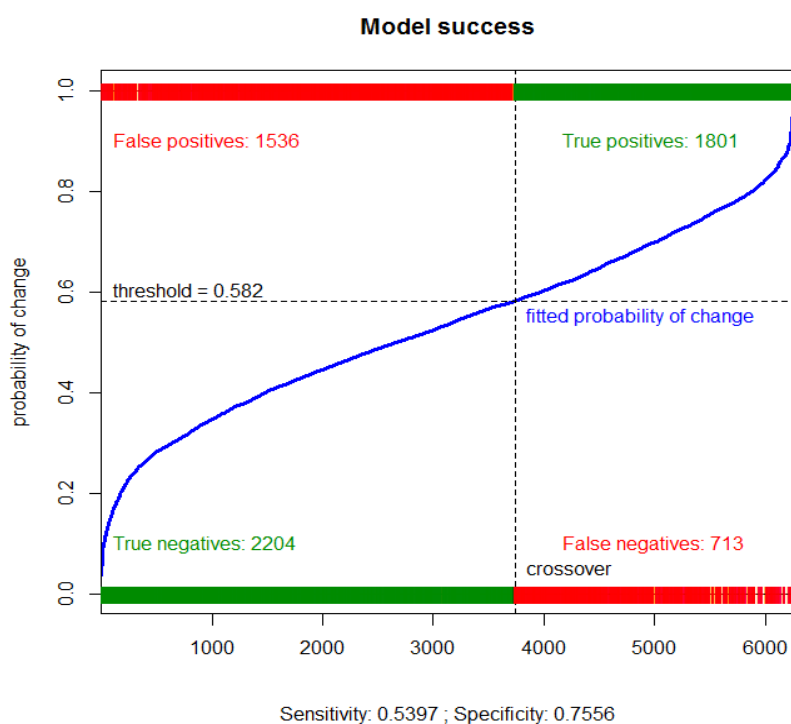 Model success
False positives: 1536
True positives: 1801
threshold = 0.582
fitted probability of change
True negatives: 2204
False negatives: 713
crossover
probability of change
0.0 0.2 0.4 0.6 0.8 1.0
1000 2000 3000 4000 5000 6000
Sensitivity: 0.5397 ; Specificity: 0.7556